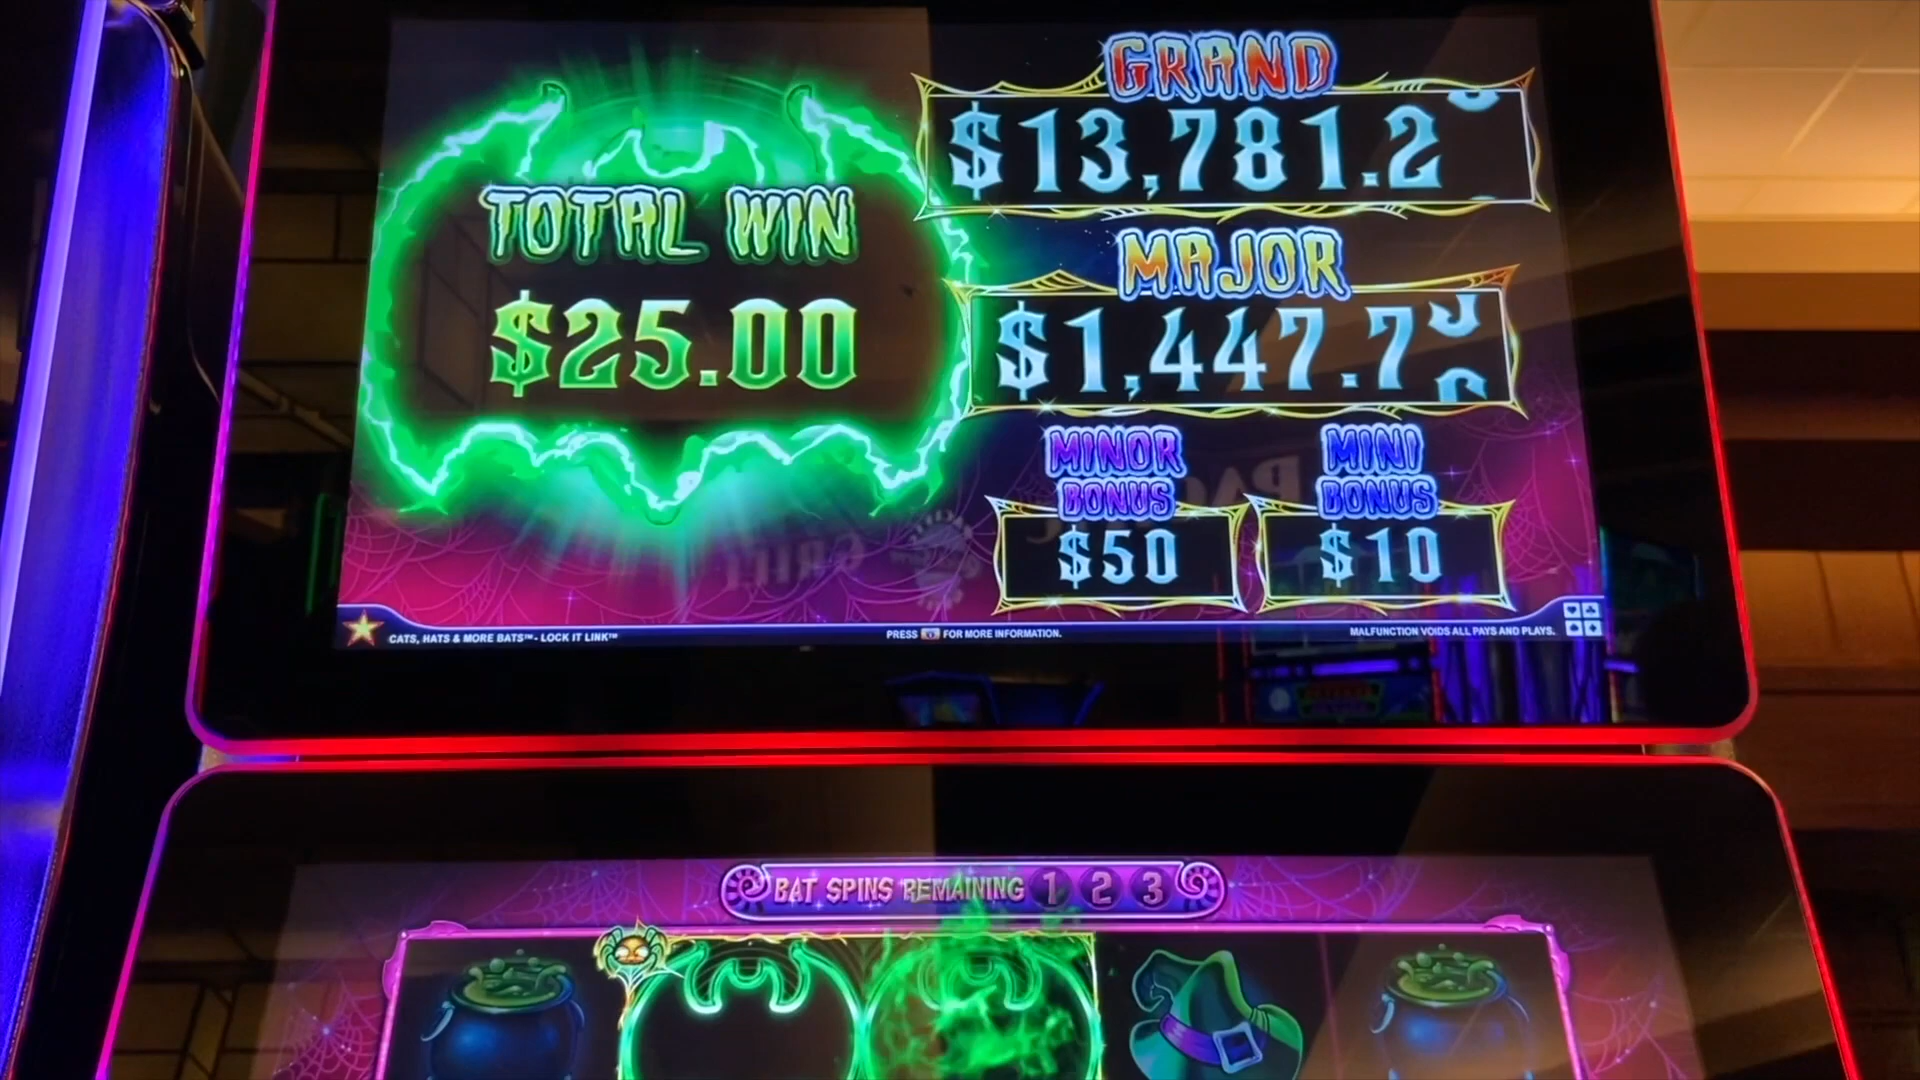 TOTAL WIN
$25.00
GRAND
$13,781.2
MAJOR
$1,447.7
MINOR
BONUS
$50
MINI
BONUS
$10
CATS, HATS & MORE BATS™ - LOCK IT LINK™
PRESS FOR MORE INFORMATION.
MALFUNCTION VOIDS ALL PAYS AND PLAYS.
BAT SPINS REMAINING 1 2 3